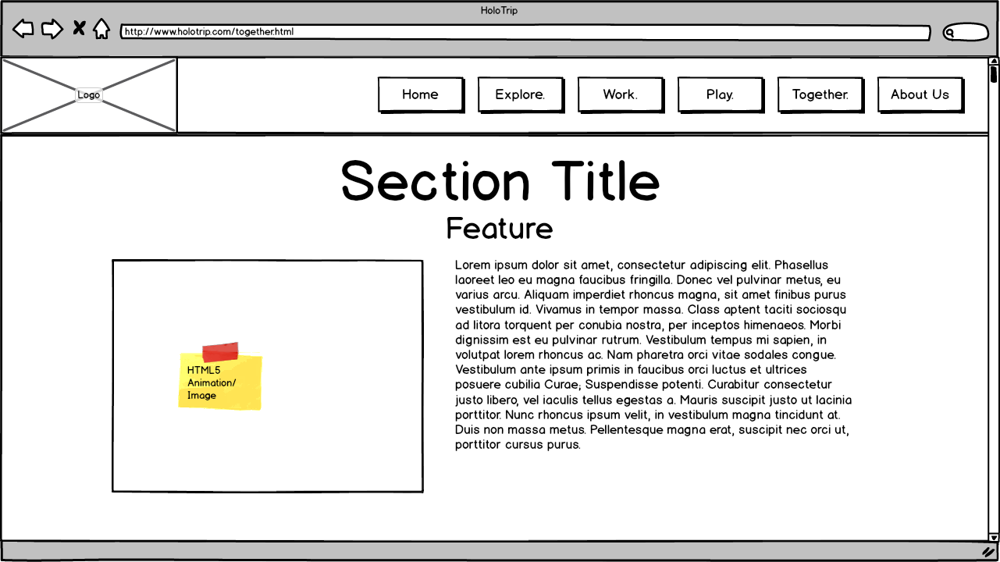 HoloTrip
http://www.holotrip.com/together.html
Logo
Home
Explore.
Work.
Play.
Together.
About Us
Section Title
Feature
HTML5
Animation/
Image
Lorem ipsum dolor sit amet, consectetur adipiscing elit. Phasellus
laoreet leo eu magna faucibus fringilla. Donec vel pulvinar metus, eu
varius arcu. Aliquam imperdiet rhoncus magna, sit amet finibus purus
vestibulum id. Vivamus in tempor massa. Class aptent taciti sociosqu
ad litora torquent per conubia nostra, per inceptos himenaeos. Morbi
dignissim est eu pulvinar rutrum. Vestibulum tempus mi sapien, in
volutpat lorem rhoncus ac. Nam pharetra orci vitae sodales congue.
Vestibulum ante ipsum primis in faucibus orci luctus et ultrices
posuere cubilia Curae; Suspendisse potenti. Curabitur consectetur
justo libero, vel iaculis tellus egestas a. Mauris suscipit justo ut lacinia
porttitor. Nunc rhoncus ipsum velit, in vestibulum magna tincidunt at.
Duis non massa metus. Pellentesque magna erat, suscipit nec orci ut,
porttitor cursus purus.